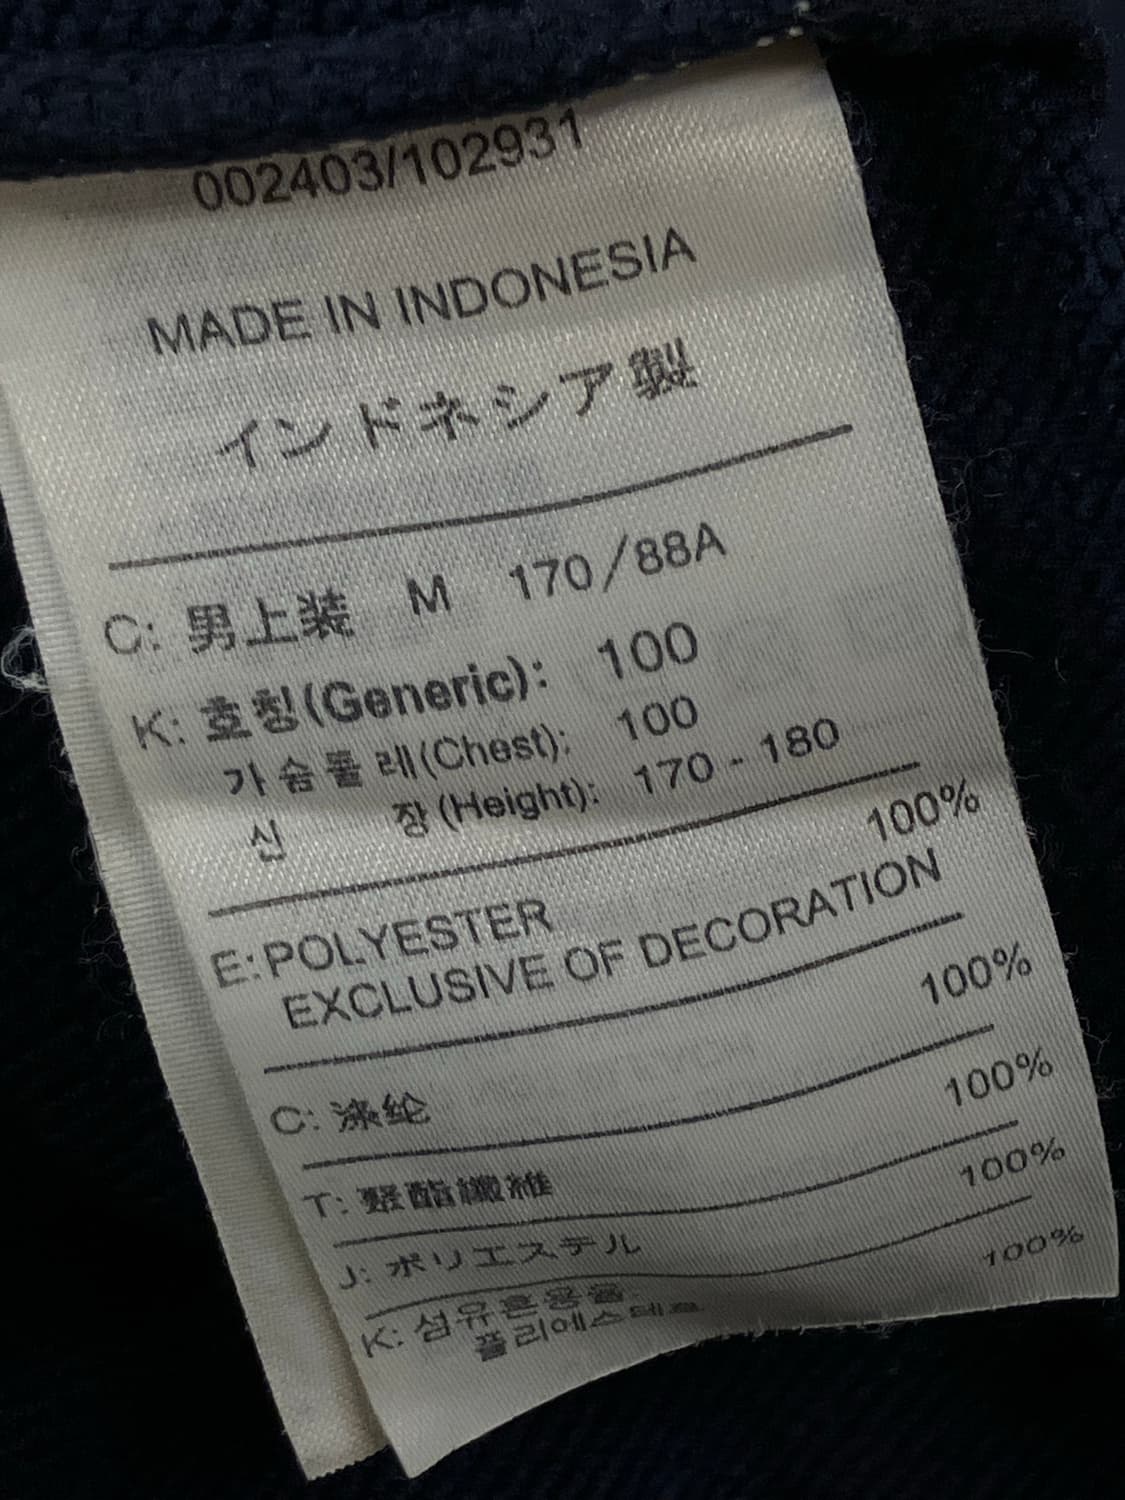 002403/102931
MADE IN INDONESIA
インドネシア製
C: 男上装 M 170/88A
K: 호칭(Generic): 100
가슴둘레(Chest): 100
신 장(Height): 170 - 180
E: POLYESTER 100%
EXCLUSIVE OF DECORATION
C: 涤纶 100%
T: 聚酯纖維 100%
J: ポリエステル 100%
K: 섬유혼용율:
폴리에스테르 100%